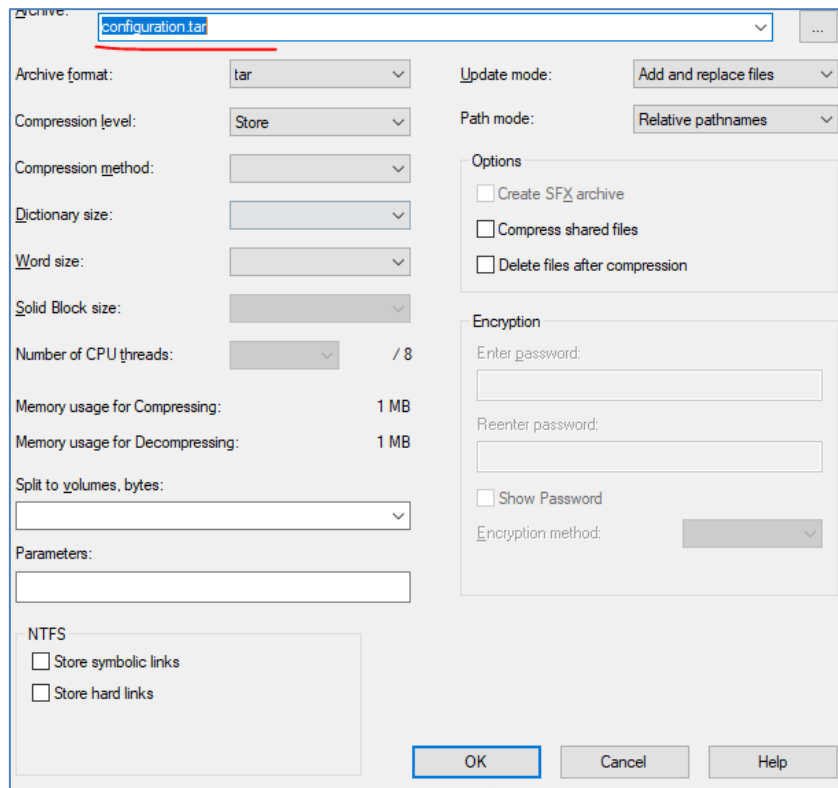 Archive:
configuration.tar
...
Archive format:
tar
Update mode:
Add and replace files
Compression level:
Store
Path mode:
Relative pathnames
Compression method:
Options
Create SFX archive
Dictionary size:
Compress shared files
Word size:
Delete files after compression
Solid Block size:
Encryption
Number of CPU threads:
/ 8
Enter password:
Memory usage for Compressing:
1 MB
Reenter password:
Memory usage for Decompressing:
1 MB
Split to volumes, bytes:
Show Password
Encryption method:
Parameters:
NTFS
Store symbolic links
Store hard links
OK
Cancel
Help